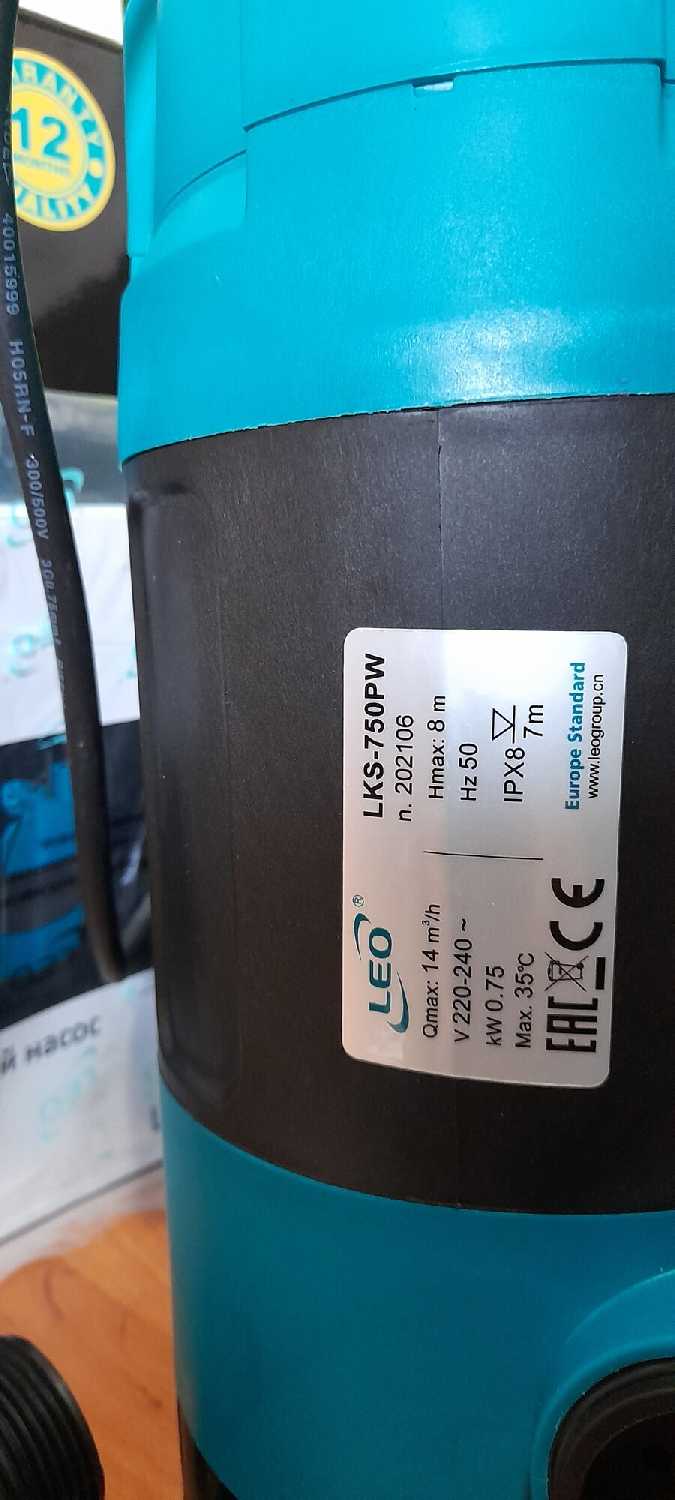 12
MONTHS
40015999 H05RN-F 300/500V
LEO®
LKS-750PW
n. 202106
Qmax: 14 m³/h Hmax: 8 m
V 220-240 ~ Hz 50
kW 0.75 IPX8 7m
Max. 35℃
EAC CE
Europe Standard
www.leogroup.cn
й насос